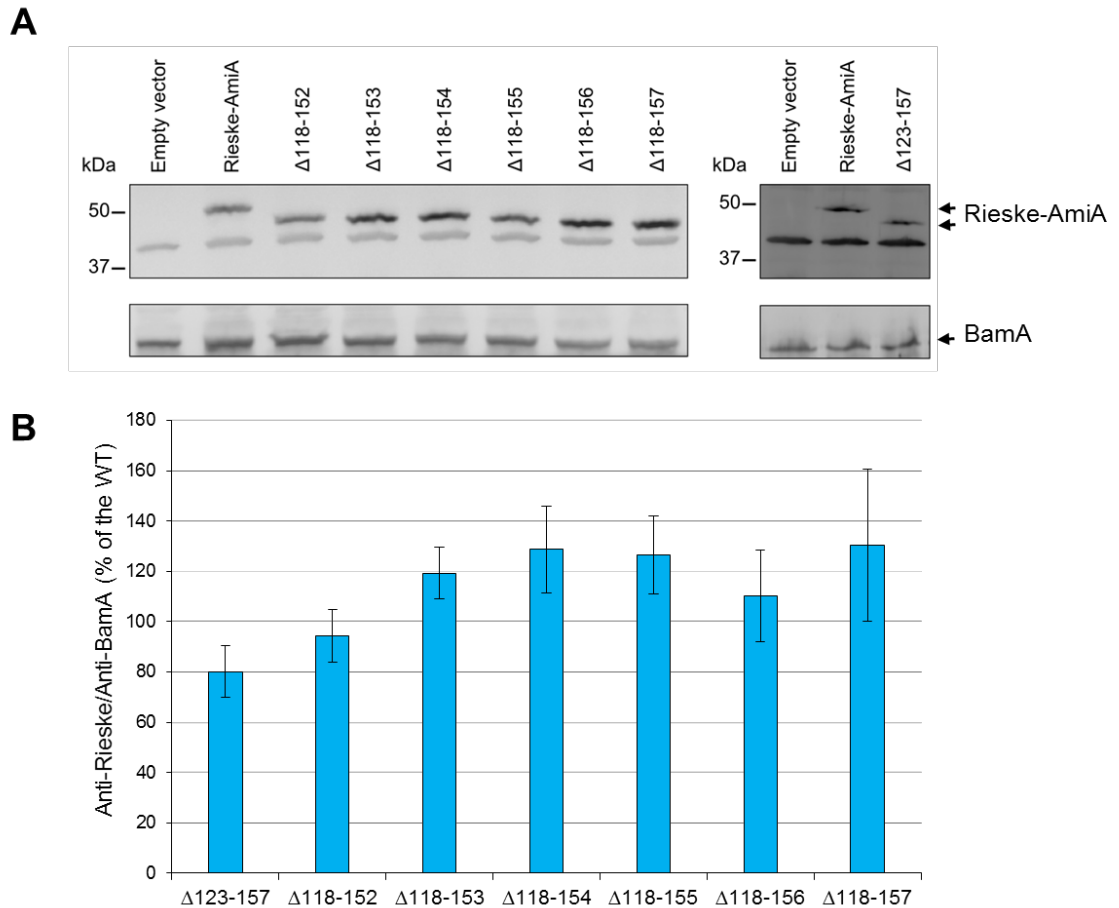 A
Empty vector
Rieske-AmiA
Δ118-152
Δ118-153
Δ118-154
Δ118-155
Δ118-156
Δ118-157
Empty vector
Rieske-AmiA
Δ123-157
kDa
50
37
kDa
50
37
Rieske-AmiA
BamA
B
Anti-Rieske/Anti-BamA (% of the WT)
180
160
140
120
100
80
60
40
20
0
Δ123-157 Δ118-152 Δ118-153 Δ118-154 Δ118-155 Δ118-156 Δ118-157